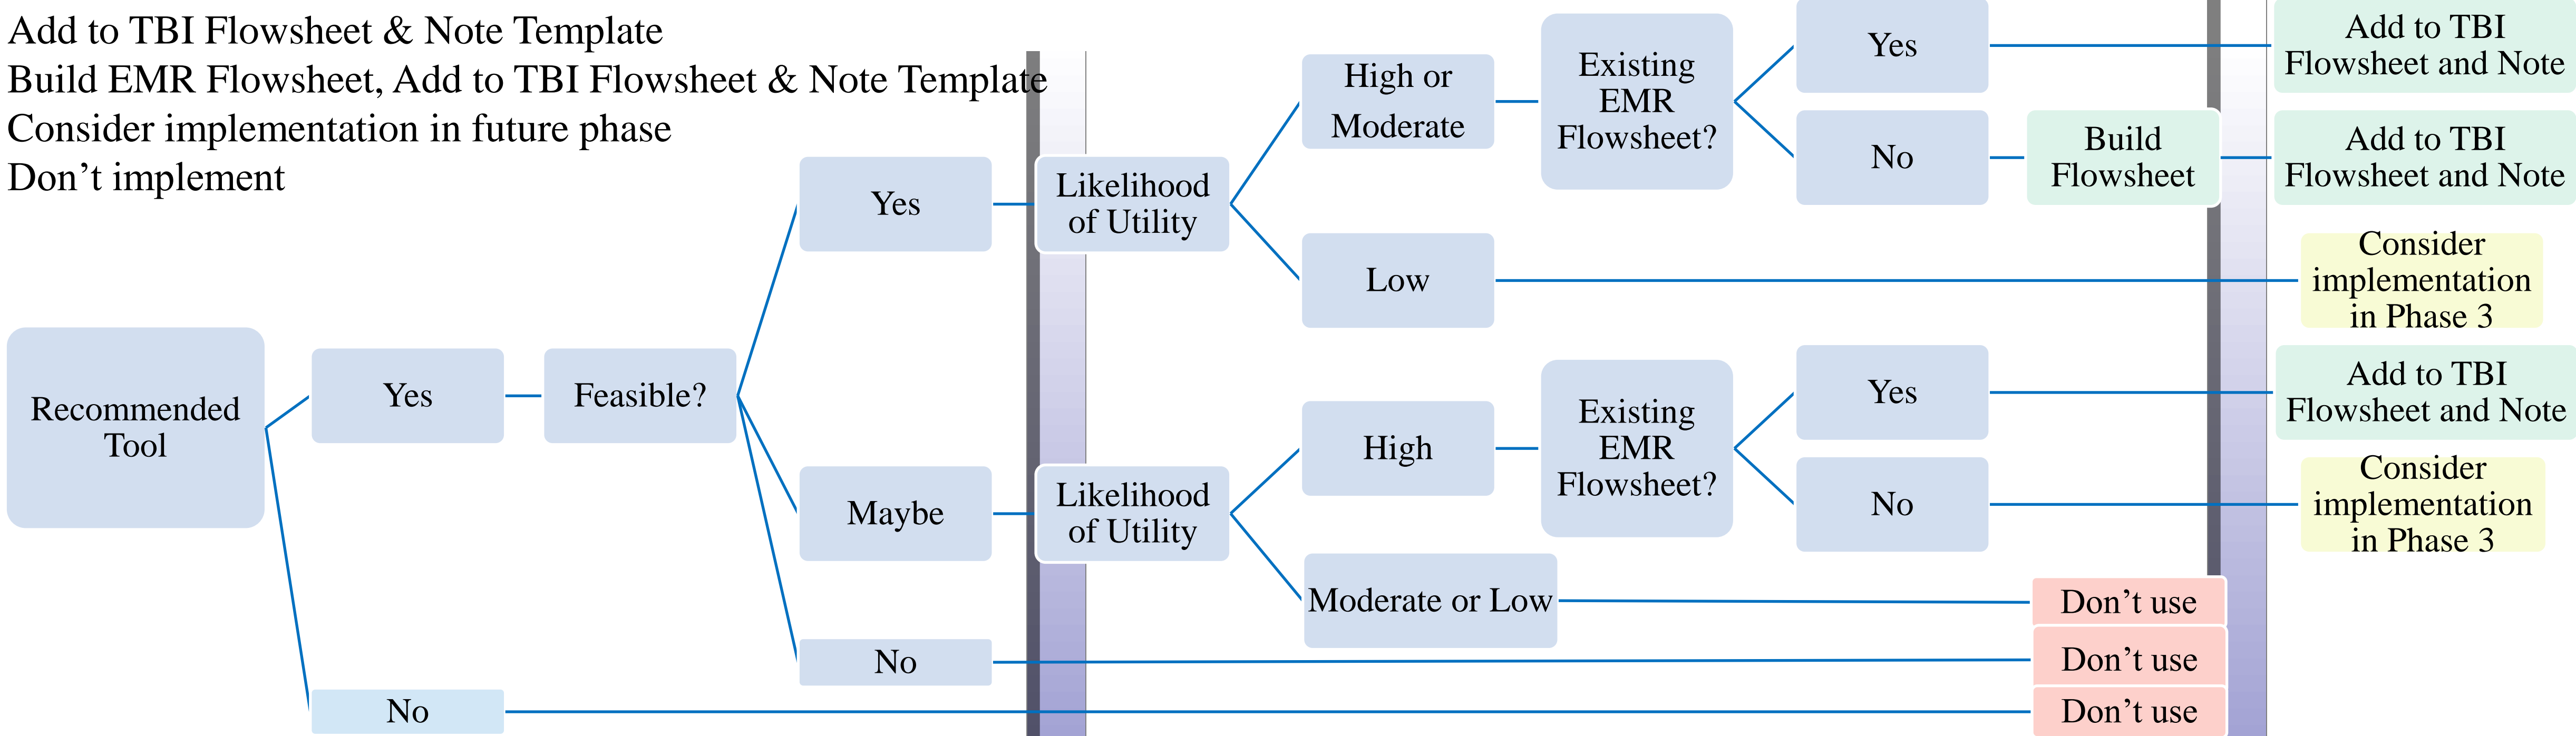 Add to TBI Flowsheet & Note Template
Build EMR Flowsheet, Add to TBI Flowsheet & Note Template
Consider implementation in future phase
Don’t implement
Recommended
Tool
Yes
No
Feasible?
Yes
Maybe
No
Likelihood
of Utility
Likelihood
of Utility
High or
Moderate
Low
High
Moderate or Low
Existing
EMR
Flowsheet?
Existing
EMR
Flowsheet?
Yes
No
Yes
No
Build
Flowsheet
Don’t use
Don’t use
Don’t use
Add to TBI
Flowsheet and Note
Add to TBI
Flowsheet and Note
Consider
implementation
in Phase 3
Add to TBI
Flowsheet and Note
Consider
implementation
in Phase 3